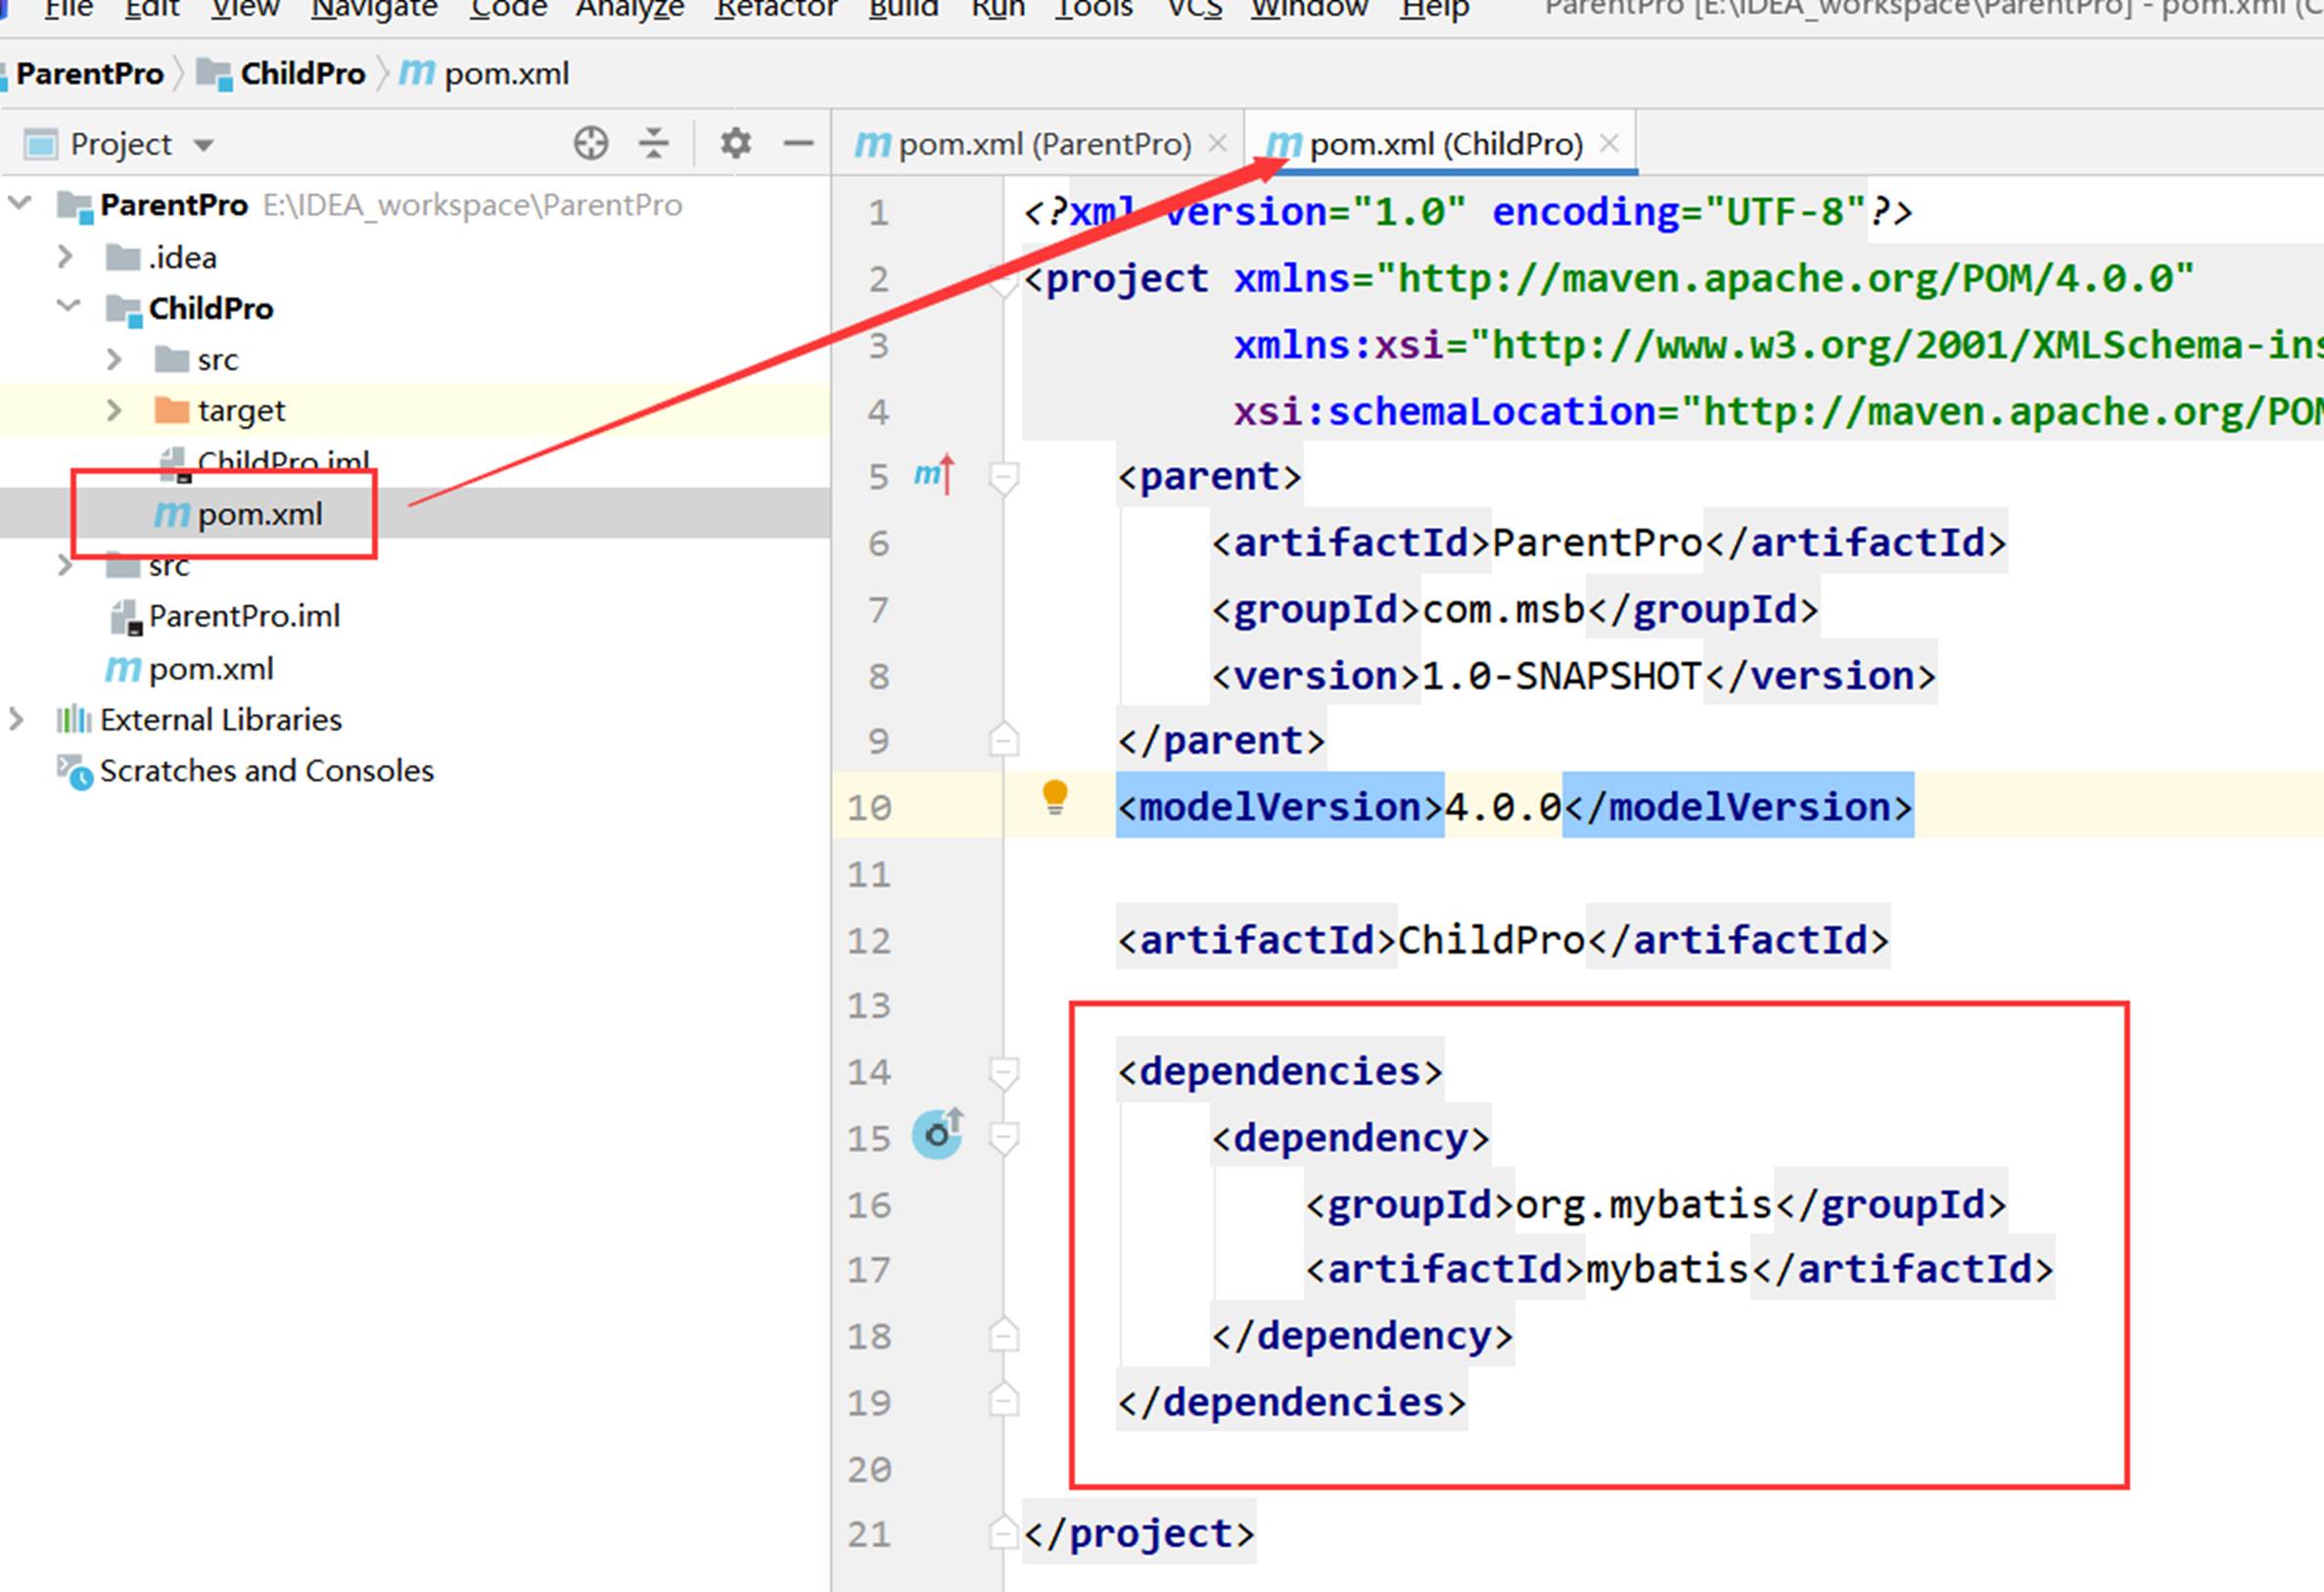 File Edit View Navigate Code Analyze Refactor Build Run Tools VCS Window Help ParentPro [E:\IDEA_workspace\ParentPro] - pom.xml (C
ParentPro ChildPro pom.xml
Project
pom.xml (ParentPro) pom.xml (ChildPro)
ParentPro E:\IDEA_workspace\ParentPro
.idea
ChildPro
src
target
ChildPro.iml
pom.xml
src
ParentPro.iml
pom.xml
External Libraries
Scratches and Consoles
1 <?xml version="1.0" encoding="UTF-8"?>
2 <project xmlns="http://maven.apache.org/POM/4.0.0"
3 xmlns:xsi="http://www.w3.org/2001/XMLSchema-ins
4 xsi:schemaLocation="http://maven.apache.org/POM
5 <parent>
6 <artifactId>ParentPro</artifactId>
7 <groupId>com.msb</groupId>
8 <version>1.0-SNAPSHOT</version>
9 </parent>
10 <modelVersion>4.0.0</modelVersion>
11
12 <artifactId>ChildPro</artifactId>
13
14 <dependencies>
15 <dependency>
16 <groupId>org.mybatis</groupId>
17 <artifactId>mybatis</artifactId>
18 </dependency>
19 </dependencies>
20
21 </project>